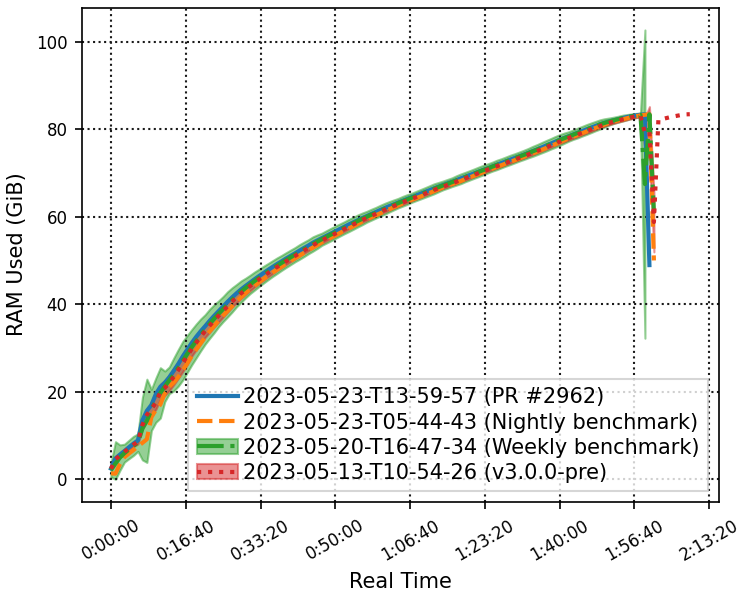 100
80
60
40
20
0
RAM Used (GiB)
2023-05-23-T13-59-57 (PR #2962)
2023-05-23-T05-44-43 (Nightly benchmark)
2023-05-20-T16-47-34 (Weekly benchmark)
2023-05-13-T10-54-26 (v3.0.0-pre)
0:00:00
0:16:40
0:33:20
0:50:00
1:06:40
1:23:20
1:40:00
1:56:40
2:13:20
Real Time